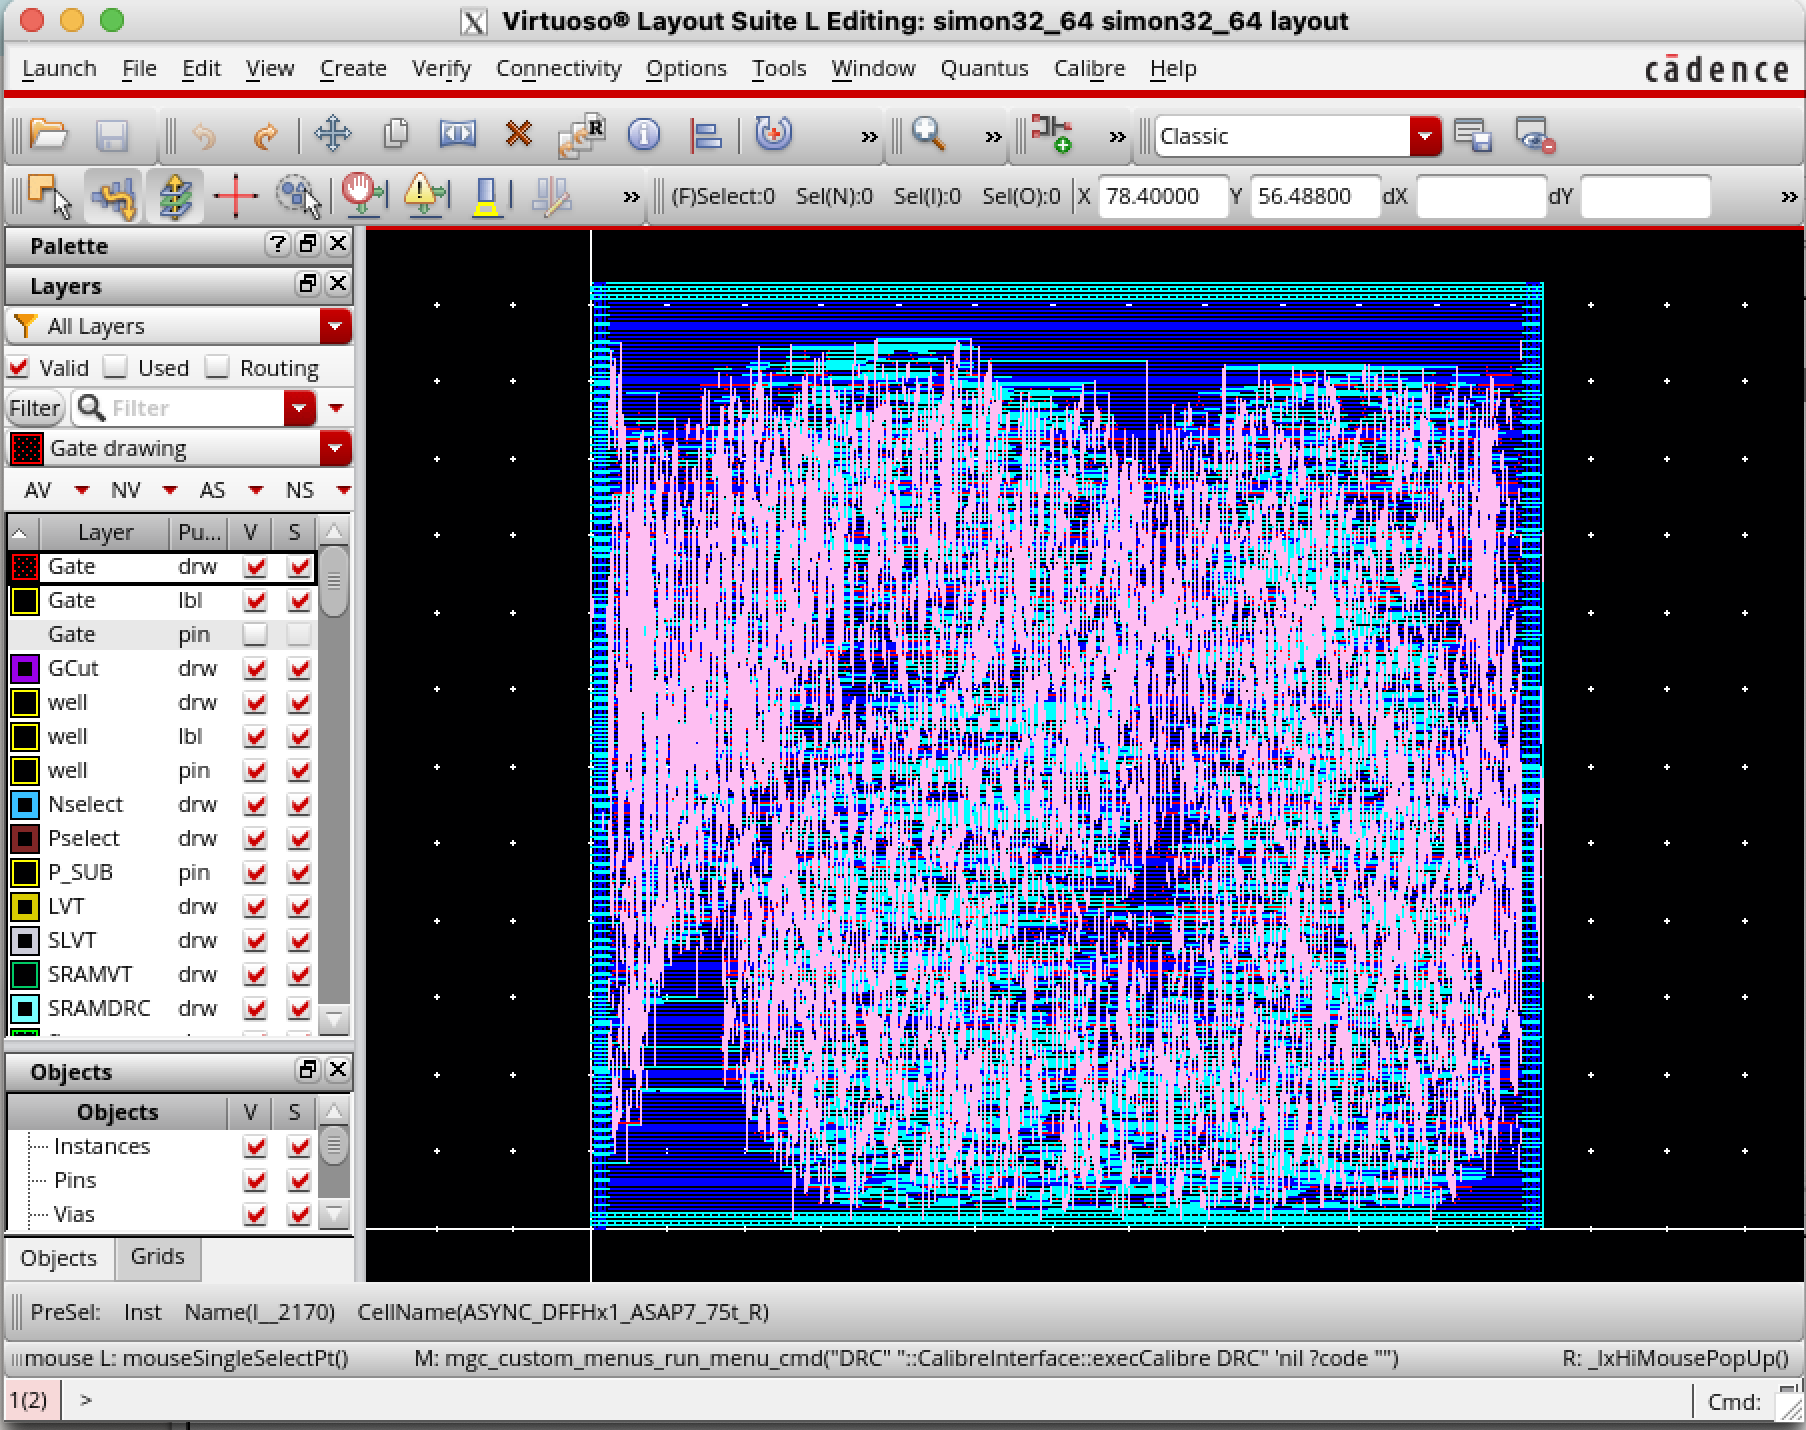 Virtuoso® Layout Suite L Editing: simon32_64 simon32_64 layout
Launch File Edit View Create Verify Connectivity Options Tools Window Quantus Calibre Help cādence
R i » » » Classic
» (F)Select:0 Sel(N):0 Sel(I):0 Sel(O):0 X 78.40000 Y 56.48800 dX dY »
Palette ?
Layers
All Layers
Valid Used Routing
Filter Filter
Gate drawing
AV NV AS NS
Layer Pu... V S
Gate drw
Gate lbl
Gate pin
GCut drw
well drw
well lbl
well pin
Nselect drw
Pselect drw
P_SUB pin
LVT drw
SLVT drw
SRAMVT drw
SRAMDRC drw
Objects
Objects V S
Instances
Pins
Vias
Objects Grids
PreSel: Inst Name(I__2170) CellName(ASYNC_DFFHx1_ASAP7_75t_R)
mouse L: mouseSingleSelectPt() M: mgc_custom_menus_run_menu_cmd("DRC" "::CalibreInterface::execCalibre DRC" 'nil ?code "") R: _lxHiMousePopUp()
1(2) > Cmd: